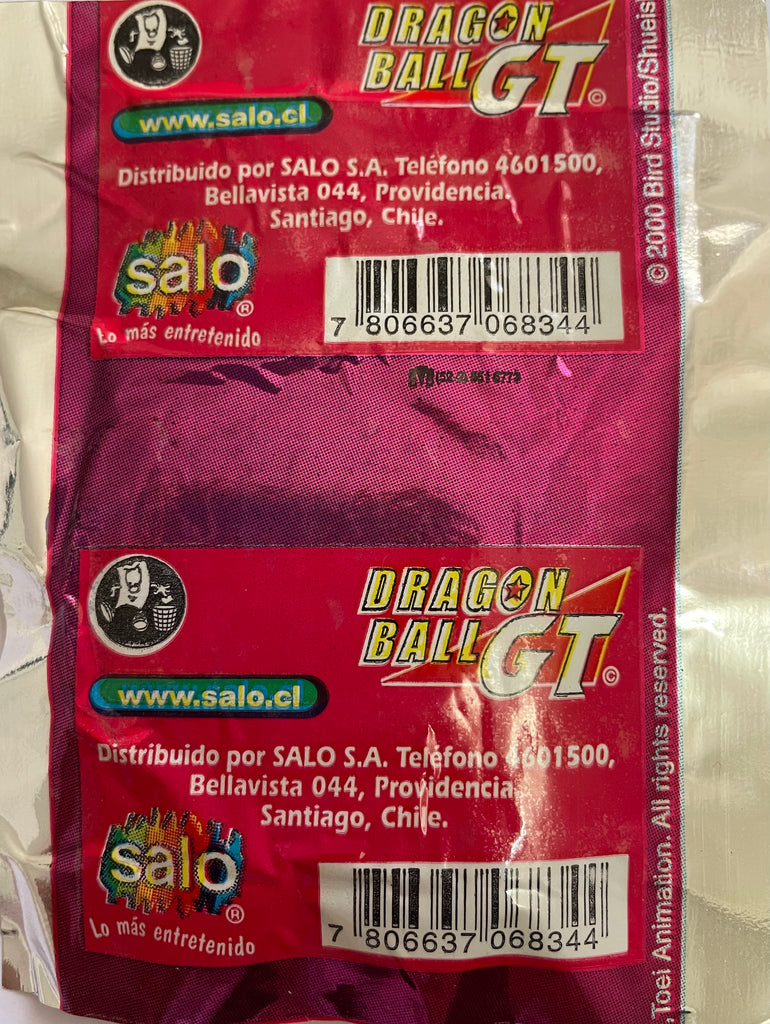 DRAGON
BALL GT ©
www.salo.cl
Distribuido por SALO S.A. Teléfono 4601500,
Bellavista 044, Providencia.
Santiago, Chile.
salo ®
Lo más entretenido
7 806637 068344
© 2000 Bird Studio/Shueis
DRAGON
BALL GT ©
www.salo.cl
Distribuido por SALO S.A. Teléfono 4601500,
Bellavista 044, Providencia.
Santiago, Chile.
salo ®
Lo más entretenido
7 806637 068344
, Toei Animation. All rights reserved.